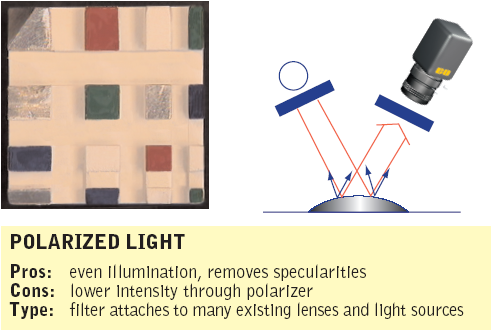 POLARIZED LIGHT
Pros: even illumination, removes specularities
Cons: lower intensity through polarizer
Type: filter attaches to many existing lenses and light sources